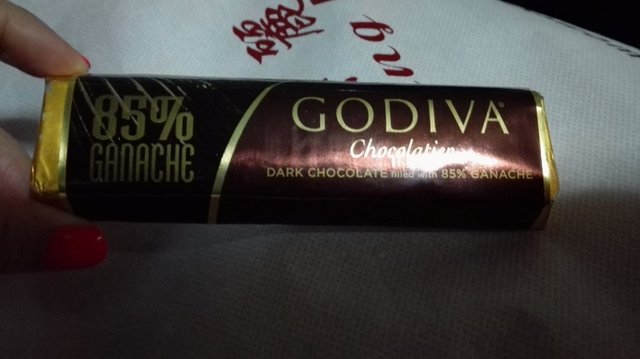 85%
GANACHE
GODIVA®
Chocolatier
DARK CHOCOLATE filled with 85% GANACHE